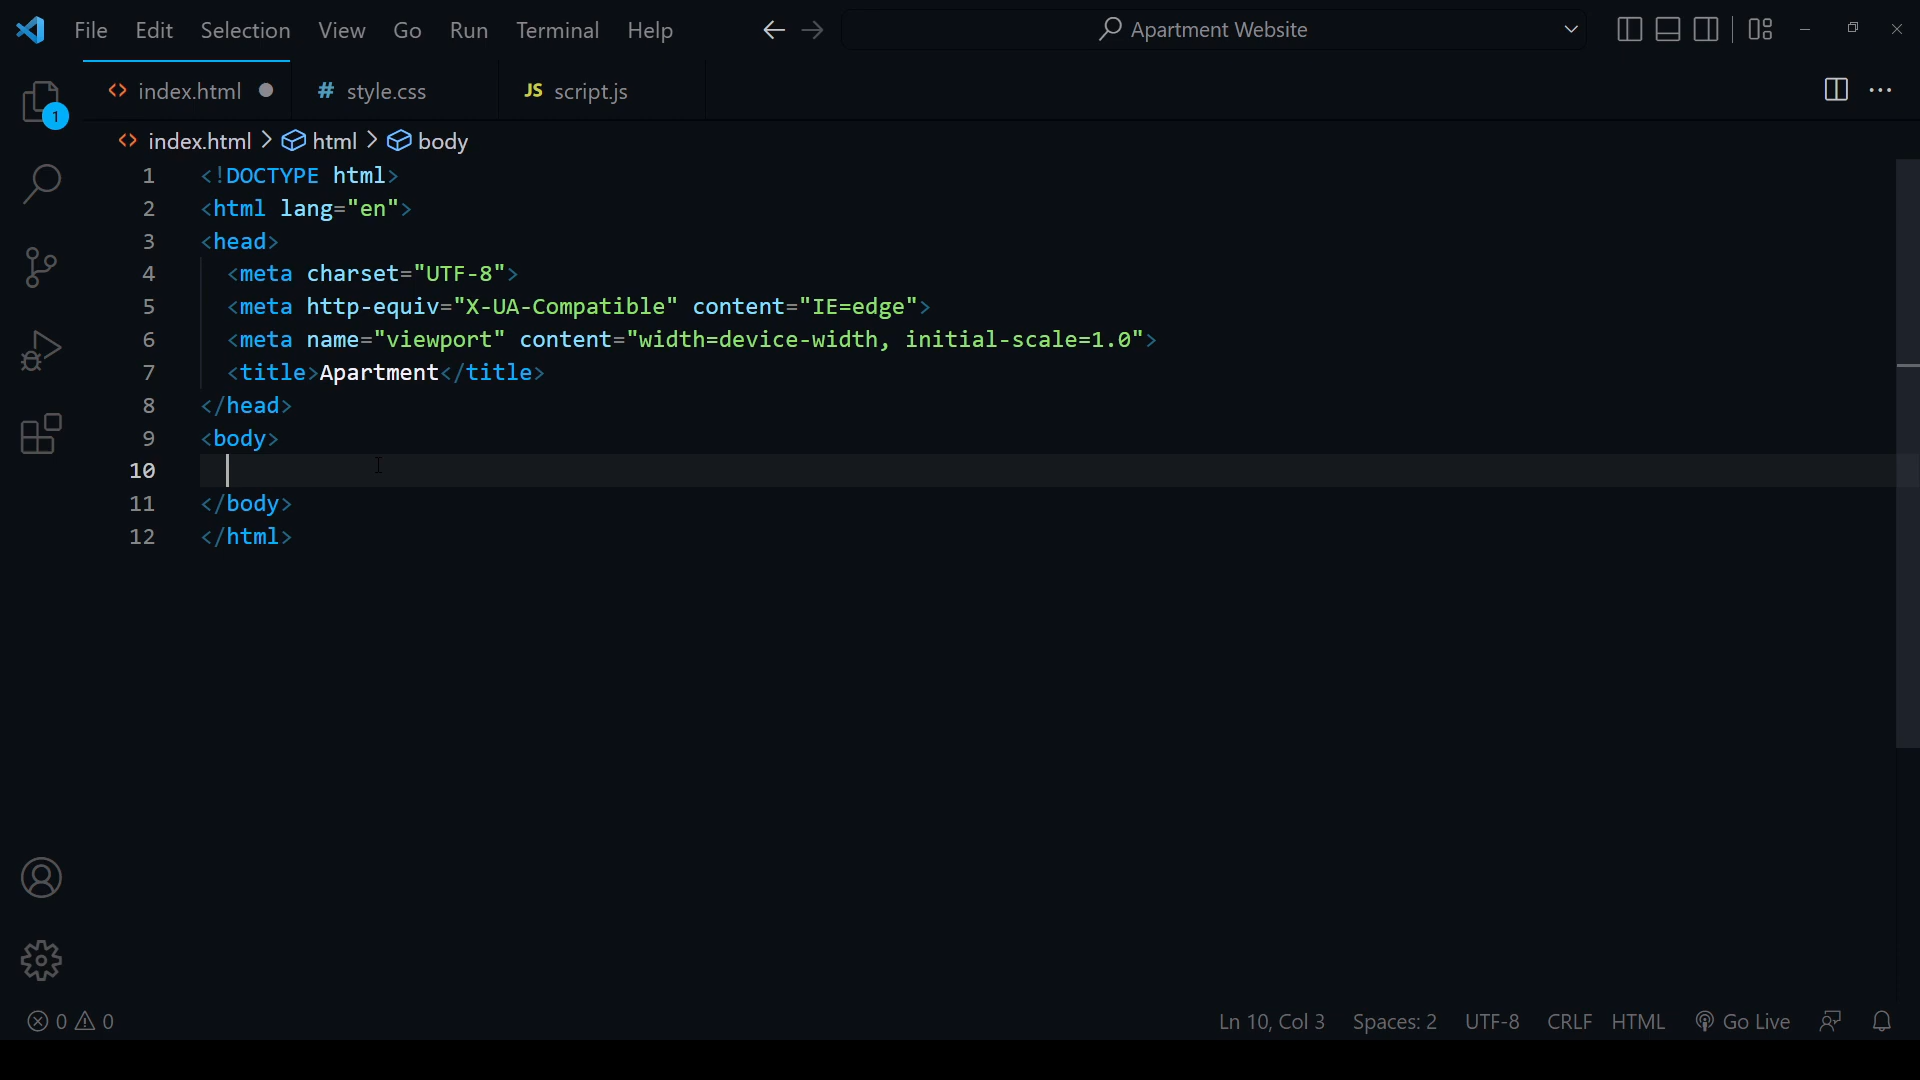 File Edit Selection View Go Run Terminal Help Apartment Website
index.html # style.css JS script.js
index.html > html > body
1 <!DOCTYPE html>
2 <html lang="en">
3 <head>
4 <meta charset="UTF-8">
5 <meta http-equiv="X-UA-Compatible" content="IE=edge">
6 <meta name="viewport" content="width=device-width, initial-scale=1.0">
7 <title>Apartment</title>
8 </head>
9 <body>
10
11 </body>
12 </html>
1
0 0 Ln 10, Col 3 Spaces: 2 UTF-8 CRLF HTML Go Live